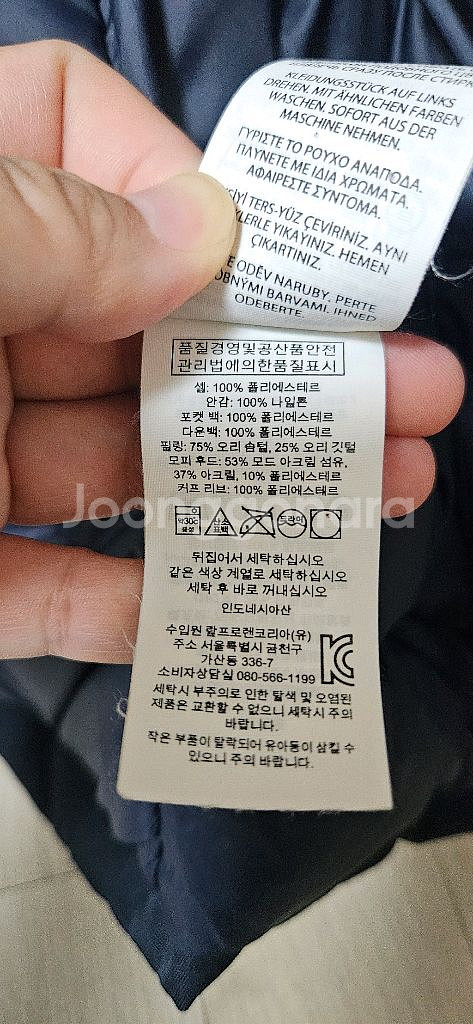 KLEIDUNGSSTÜCK AUF LINKS
DREHEN. MIT ÄHNLICHEN FARBEN
WASCHEN. SOFORT AUS DER
MASCHINE NEHMEN.
ΓΥΡΙΣΤΕ ΤΟ ΡΟΥΧΟ ΑΝΑΠΟΔΑ.
ΠΛΥΝΕΤΕ ΜΕ ΙΔΙΑ ΧΡΩΜΑΤΑ.
ΑΦΑΙΡΕΣΤΕ ΣΥΝΤΟΜΑ.
TERS-YÜZ ÇEVİRİNİZ. AYNI
YIKAYINIZ. HEMEN
ÇIKARTINIZ.
ODĚV NARUBY. PERTE
BARVAMI. IHNED
ODEBERTE.
품질경영및공산품안전
관리법에의한품질표시
셸: 100% 폴리에스테르
안감: 100% 나일론
포켓 백: 100% 폴리에스테르
다운백: 100% 폴리에스테르
필링: 75% 오리 솜털, 25% 오리 깃털
모피 후드: 53% 모드 아크릴 섬유,
37% 아크릴, 10% 폴리에스테르
커프 리브: 100% 폴리에스테르
약30℃
중성
산소
표백
드라이
뒤집어서 세탁하십시오
같은 색상 계열로 세탁하십시오
세탁 후 바로 꺼내십시오
인도네시아산
수입원 랄프로렌코리아(유)
주소 서울특별시 금천구
가산동 336-7
소비자상담실 080-566-1199
세탁시 부주의로 인한 탈색 및 오염된
제품은 교환할 수 없으니 세탁시 주의
바랍니다.
작은 부품이 탈락되어 유아동이 삼킬 수
있으니 주의 바랍니다.